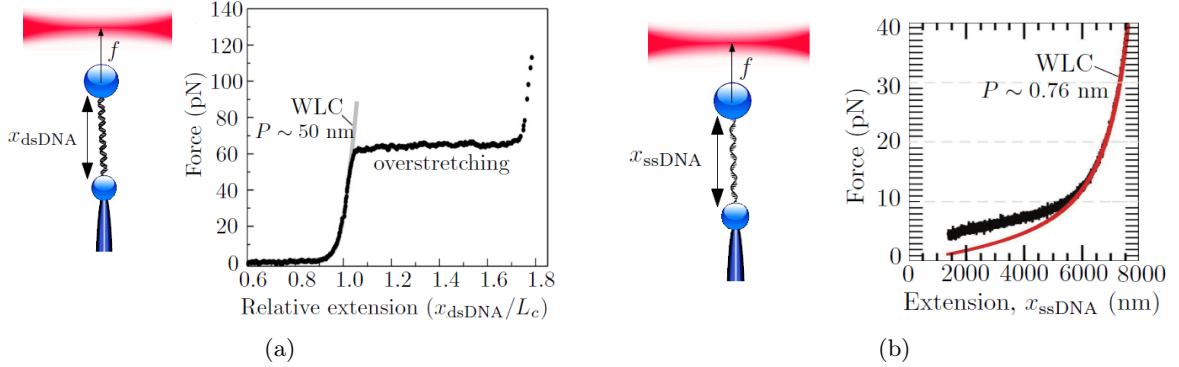 f
x_dsDNA
Force (pN)
140
120
100
80
60
40
20
0
WLC
P ∼ 50 nm
overstretching
0.6 0.8 1.0 1.2 1.4 1.6 1.8
Relative extension (x_dsDNA/L_c)
(a)
f
x_ssDNA
Force (pN)
40
30
20
10
0
WLC
P ∼ 0.76 nm
0 2000 4000 6000 8000
Extension, x_ssDNA (nm)
(b)